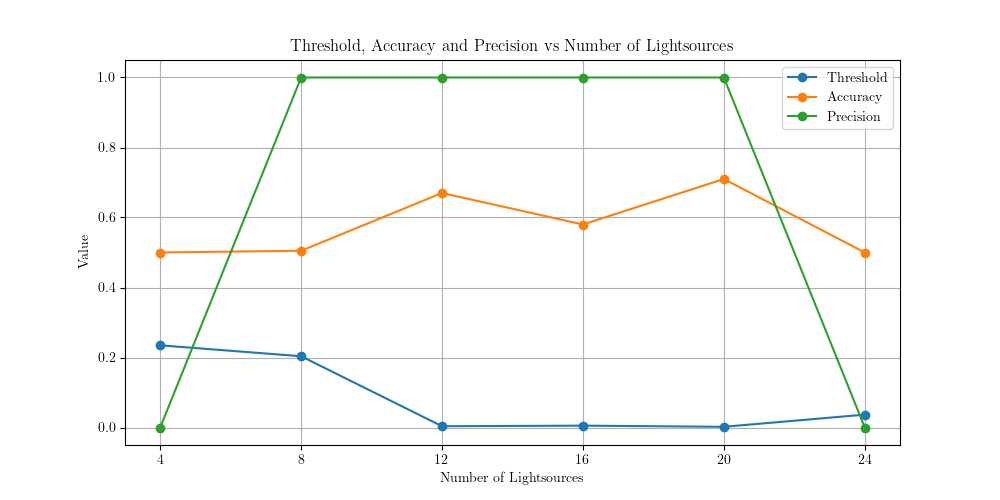 Threshold, Accuracy and Precision vs Number of Lightsources
1.0
0.8
0.6
0.4
0.2
0.0
Value
Threshold
Accuracy
Precision
4 8 12 16 20 24
Number of Lightsources